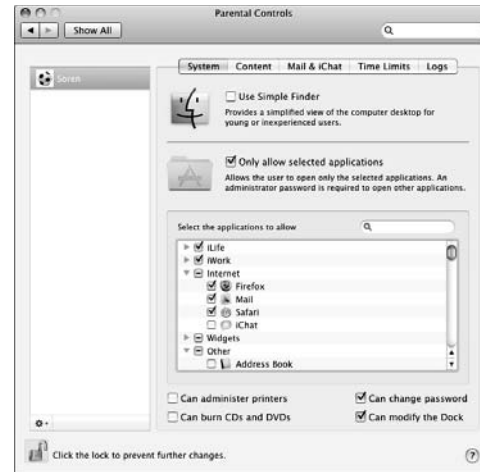 Parental Controls
Show All
Soren
System Content Mail & iChat Time Limits Logs
Use Simple Finder
Provides a simplified view of the computer desktop for
young or inexperienced users.
Only allow selected applications
Allows the user to open only the selected applications. An
administrator password is required to open other applications.
Select the applications to allow
iLife
iWork
Internet
Firefox
Mail
Safari
iChat
Widgets
Other
Address Book
Can administer printers
Can change password
Can burn CDs and DVDs
Can modify the Dock
Click the lock to prevent further changes.
?